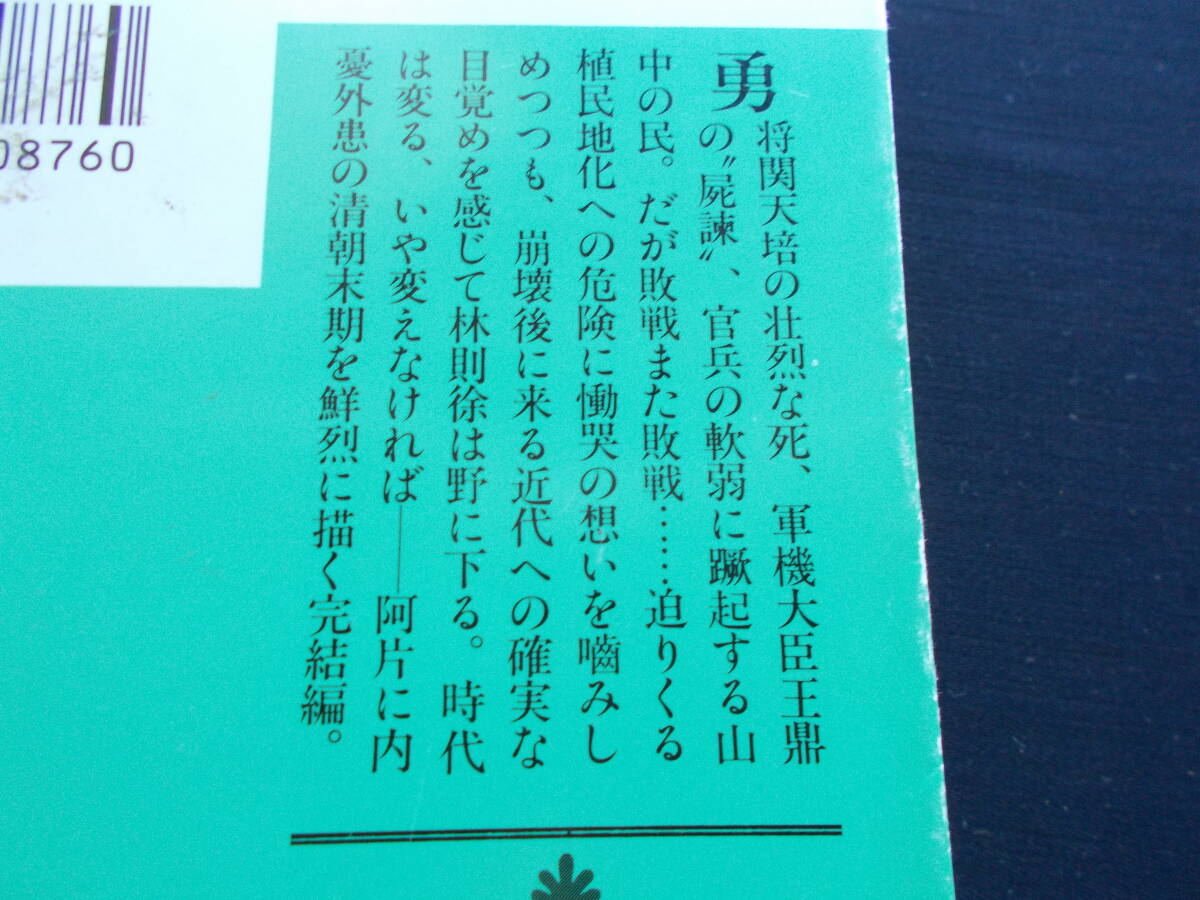 勇将関天培の壮烈な死、軍機大臣王鼎
の〝屍諫〟、官兵の軟弱に蹶起する山
中の民。だが敗戦また敗戦……迫りくる
植民地化への危険に慟哭の想いを嚙みし
めつつも、崩壊後に来る近代への確実な
目覚めを感じて林則徐は野に下る。時代
は変る、いや変えなければ――阿片に内
憂外患の清朝末期を鮮烈に描く完結編。
08760